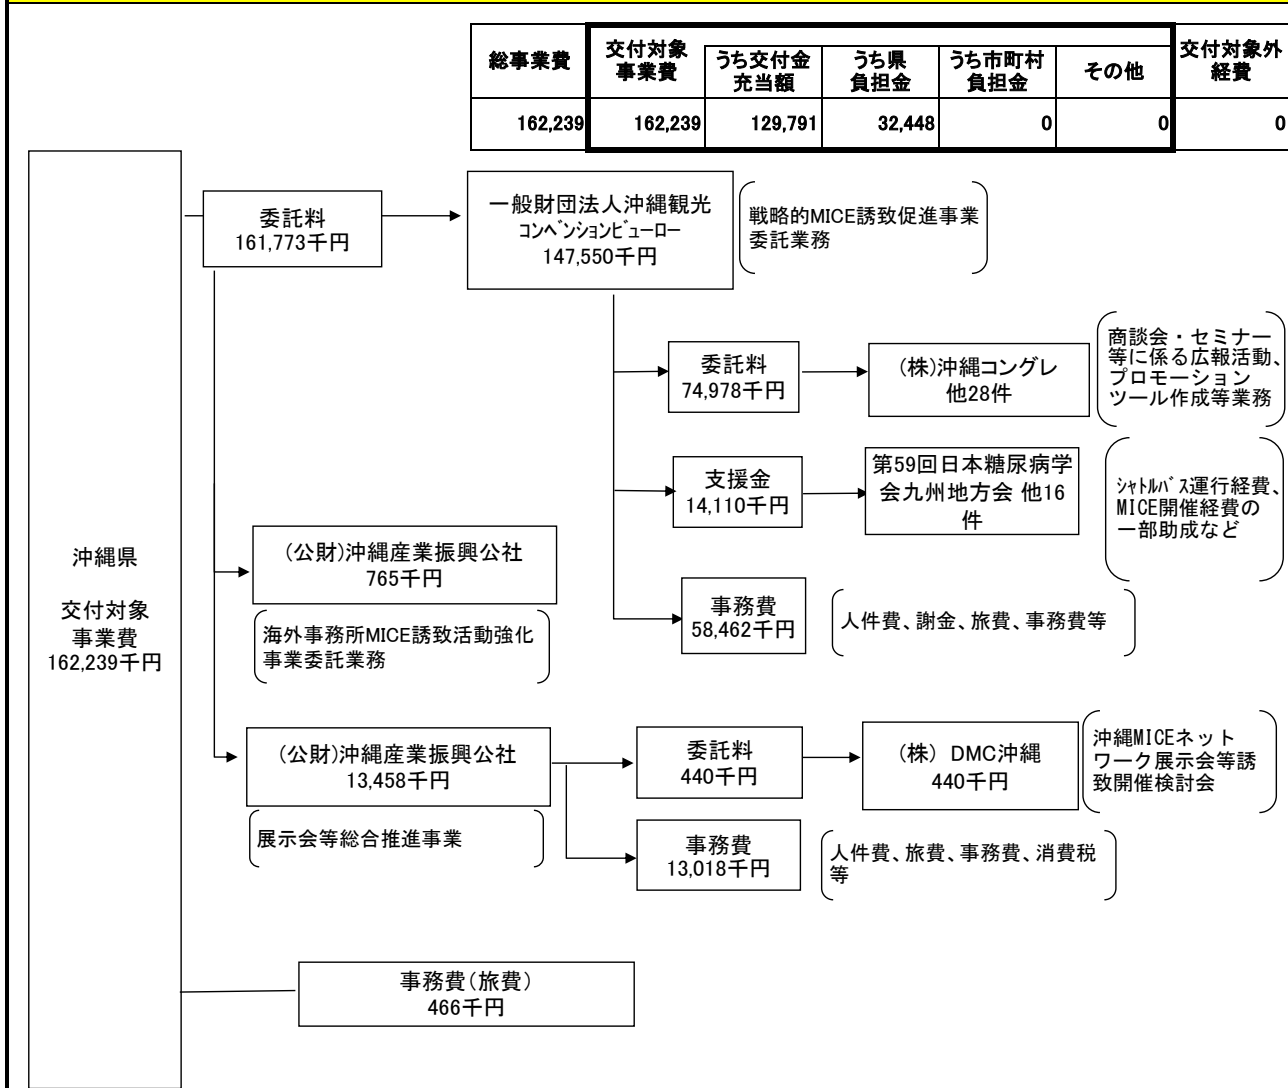 総事業費
交付対象
事業費
うち交付金
充当額
うち県
負担金
うち市町村
負担金
その他
交付対象外
経費
162,239
162,239
129,791
32,448
0
0
0
沖縄県
交付対象
事業費
162,239千円
委託料
161,773千円
一般財団法人沖縄観光
コンベンションビューロー
147,550千円
戦略的MICE誘致促進事業
委託業務
委託料
74,978千円
(株)沖縄コングレ
他28件
商談会・セミナー
等に係る広報活動、
プロモーション
ツール作成等業務
支援金
14,110千円
第59回日本糖尿病学
会九州地方会 他16
件
シャトルバス運行経費、
MICE開催経費の
一部助成など
事務費
58,462千円
人件費、謝金、旅費、事務費等
(公財)沖縄産業振興公社
765千円
海外事務所MICE誘致活動強化
事業委託業務
(公財)沖縄産業振興公社
13,458千円
展示会等総合推進事業
委託料
440千円
(株) DMC沖縄
440千円
沖縄MICEネット
ワーク展示会等誘
致開催検討会
事務費
13,018千円
人件費、旅費、事務費、消費税
等
事務費(旅費)
466千円